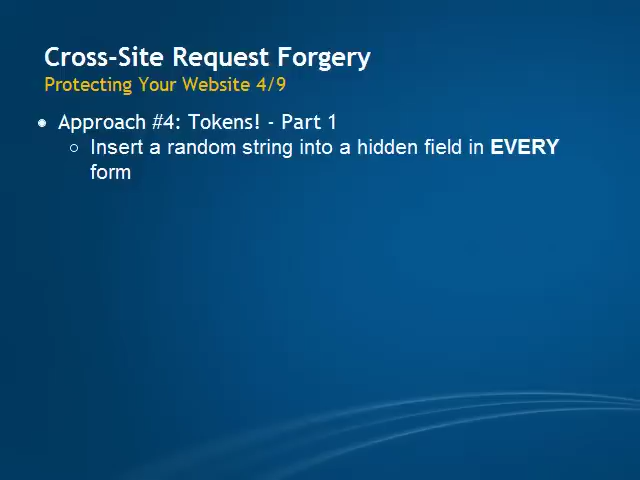 Cross-Site Request Forgery
Protecting Your Website 4/9
Approach #4: Tokens! - Part 1
Insert a random string into a hidden field in EVERY
form